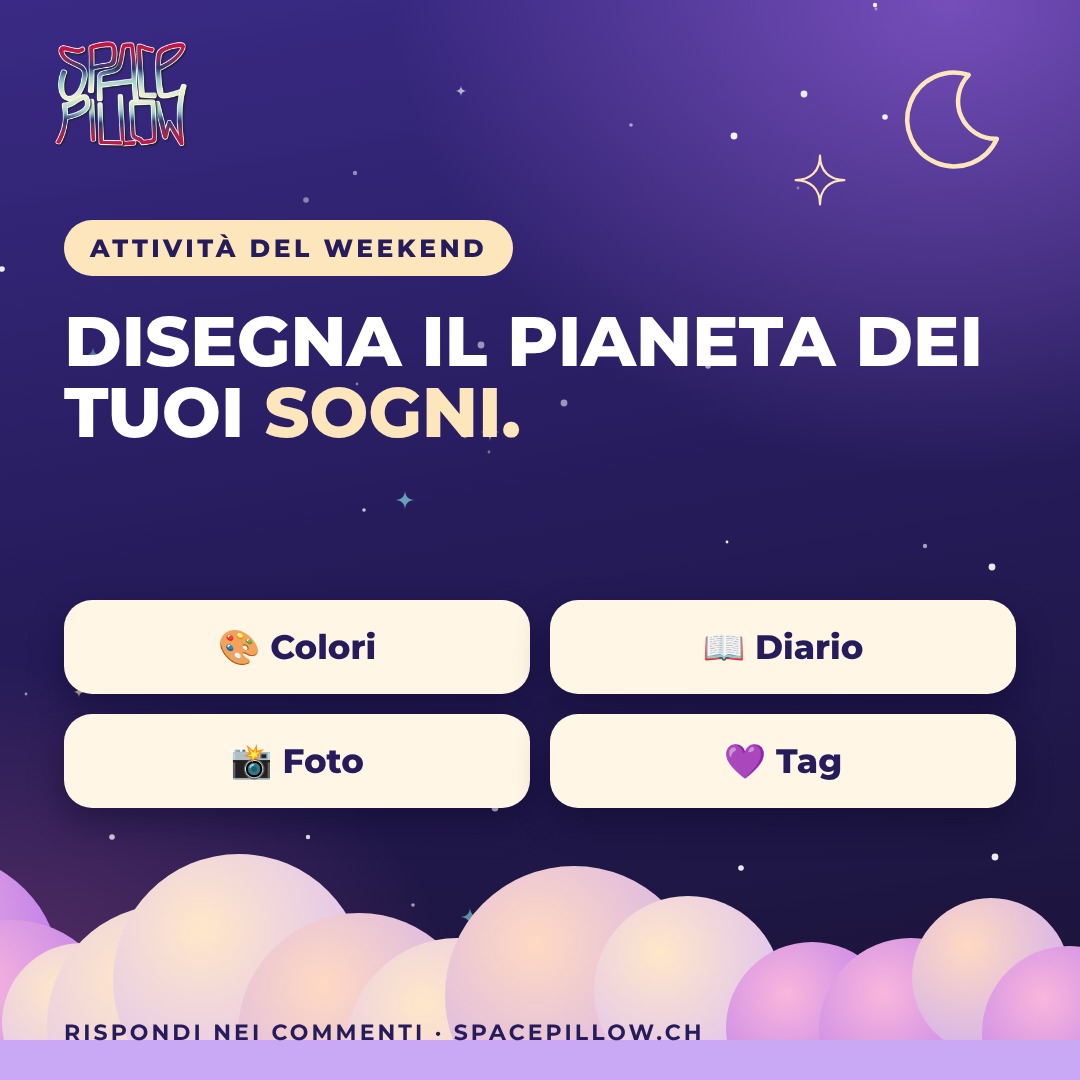 SPACE
PILLOW
ATTIVITÀ DEL WEEKEND
DISEGNA IL PIANETA DEI
TUOI SOGNI.
🎨 Colori
📖 Diario
📸 Foto
💜 Tag
RISPONDI NEI COMMENTI · SPACEPILLOW.CH